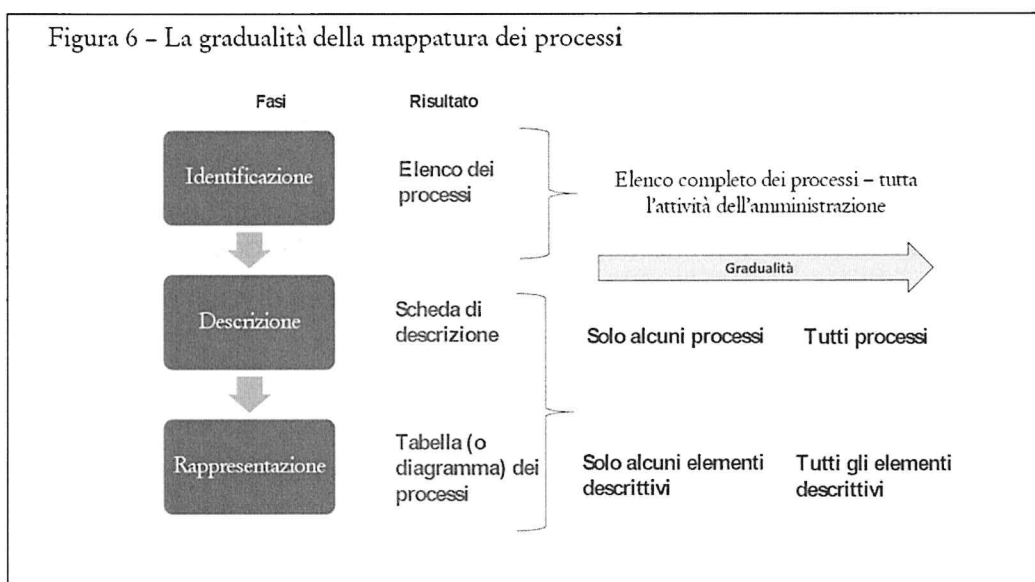 Figura 6 – La gradualità della mappatura dei processi
Fasi
Risultato
Identificazione
Elenco dei
processi
Elenco completo dei processi – tutta
l'attività dell'amministrazione
Gradualità
Descrizione
Scheda di
descrizione
Solo alcuni processi
Tutti processi
Rappresentazione
Tabella (o
diagramma) dei
processi
Solo alcuni elementi
descrittivi
Tutti gli elementi
descrittivi